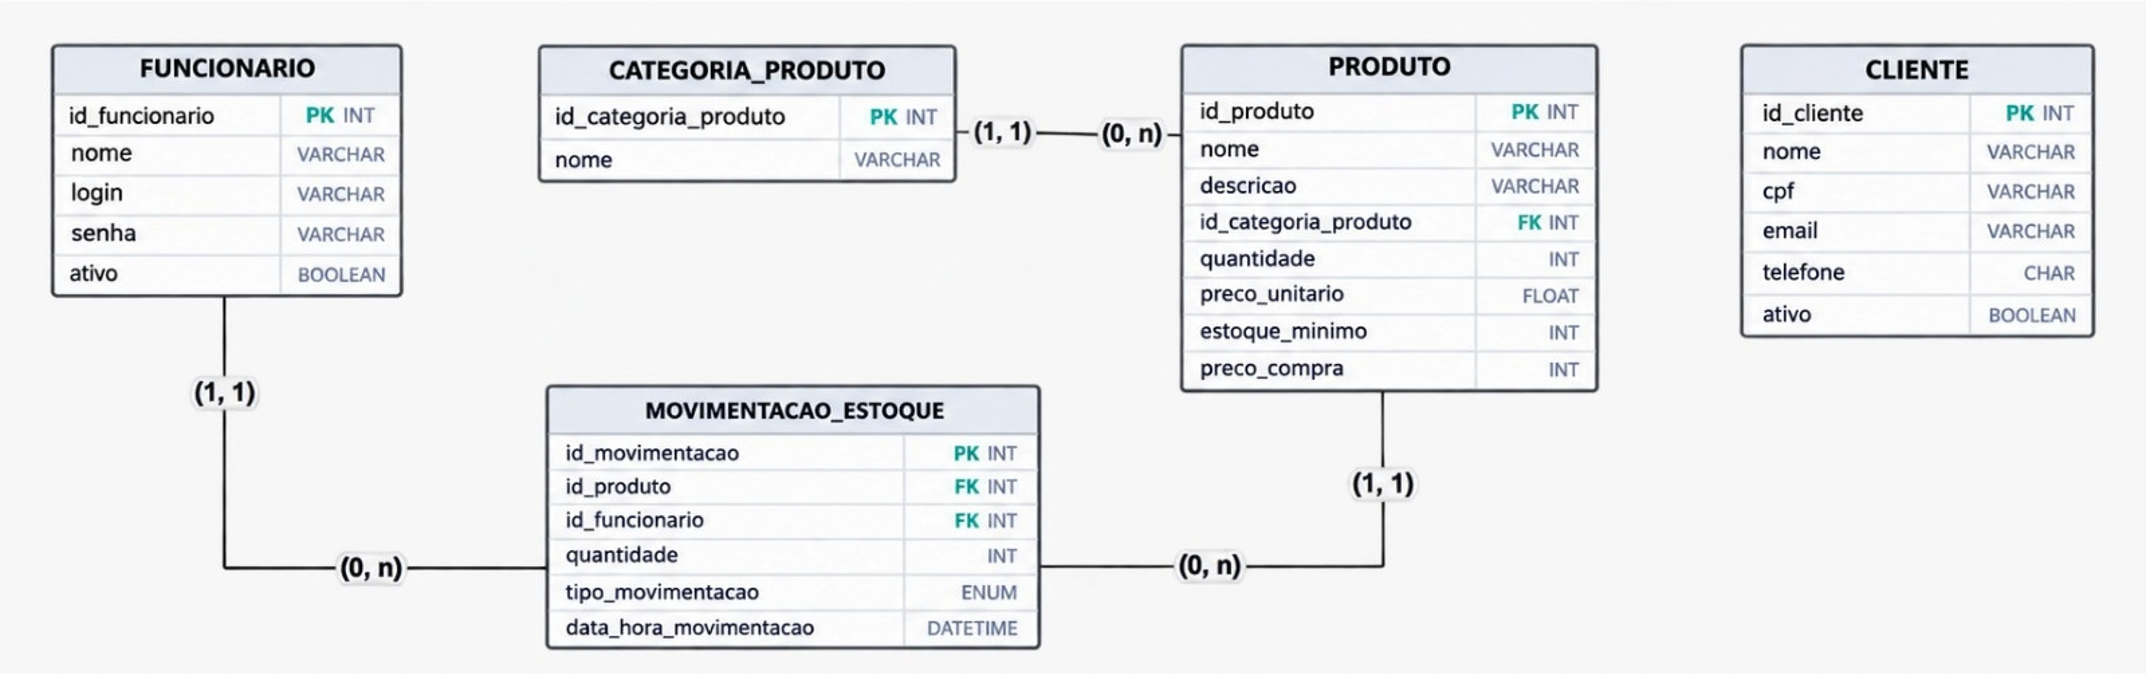 FUNCIONARIO
id_funcionario PK INT
nome VARCHAR
login VARCHAR
senha VARCHAR
ativo BOOLEAN
CATEGORIA_PRODUTO
id_categoria_produto PK INT
nome VARCHAR
(1, 1)
(0, n)
PRODUTO
id_produto PK INT
nome VARCHAR
descricao VARCHAR
id_categoria_produto FK INT
quantidade INT
preco_unitario FLOAT
estoque_minimo INT
preco_compra INT
CLIENTE
id_cliente PK INT
nome VARCHAR
cpf VARCHAR
email VARCHAR
telefone CHAR
ativo BOOLEAN
(1, 1)
(0, n)
MOVIMENTACAO_ESTOQUE
id_movimentacao PK INT
id_produto FK INT
id_funcionario FK INT
quantidade INT
tipo_movimentacao ENUM
data_hora_movimentacao DATETIME
(1, 1)
(0, n)